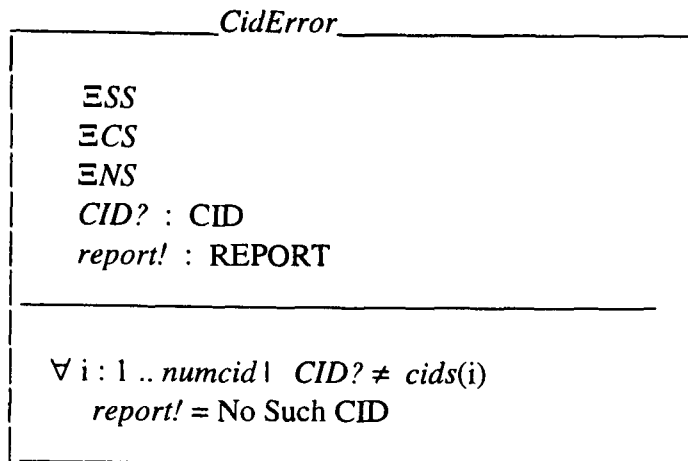 CidError
ΞSS
ΞCS
ΞNS
CID? : CID
report! : REPORT
∀ i : 1 .. numcid | CID? ≠ cids(i)
report! = No Such CID